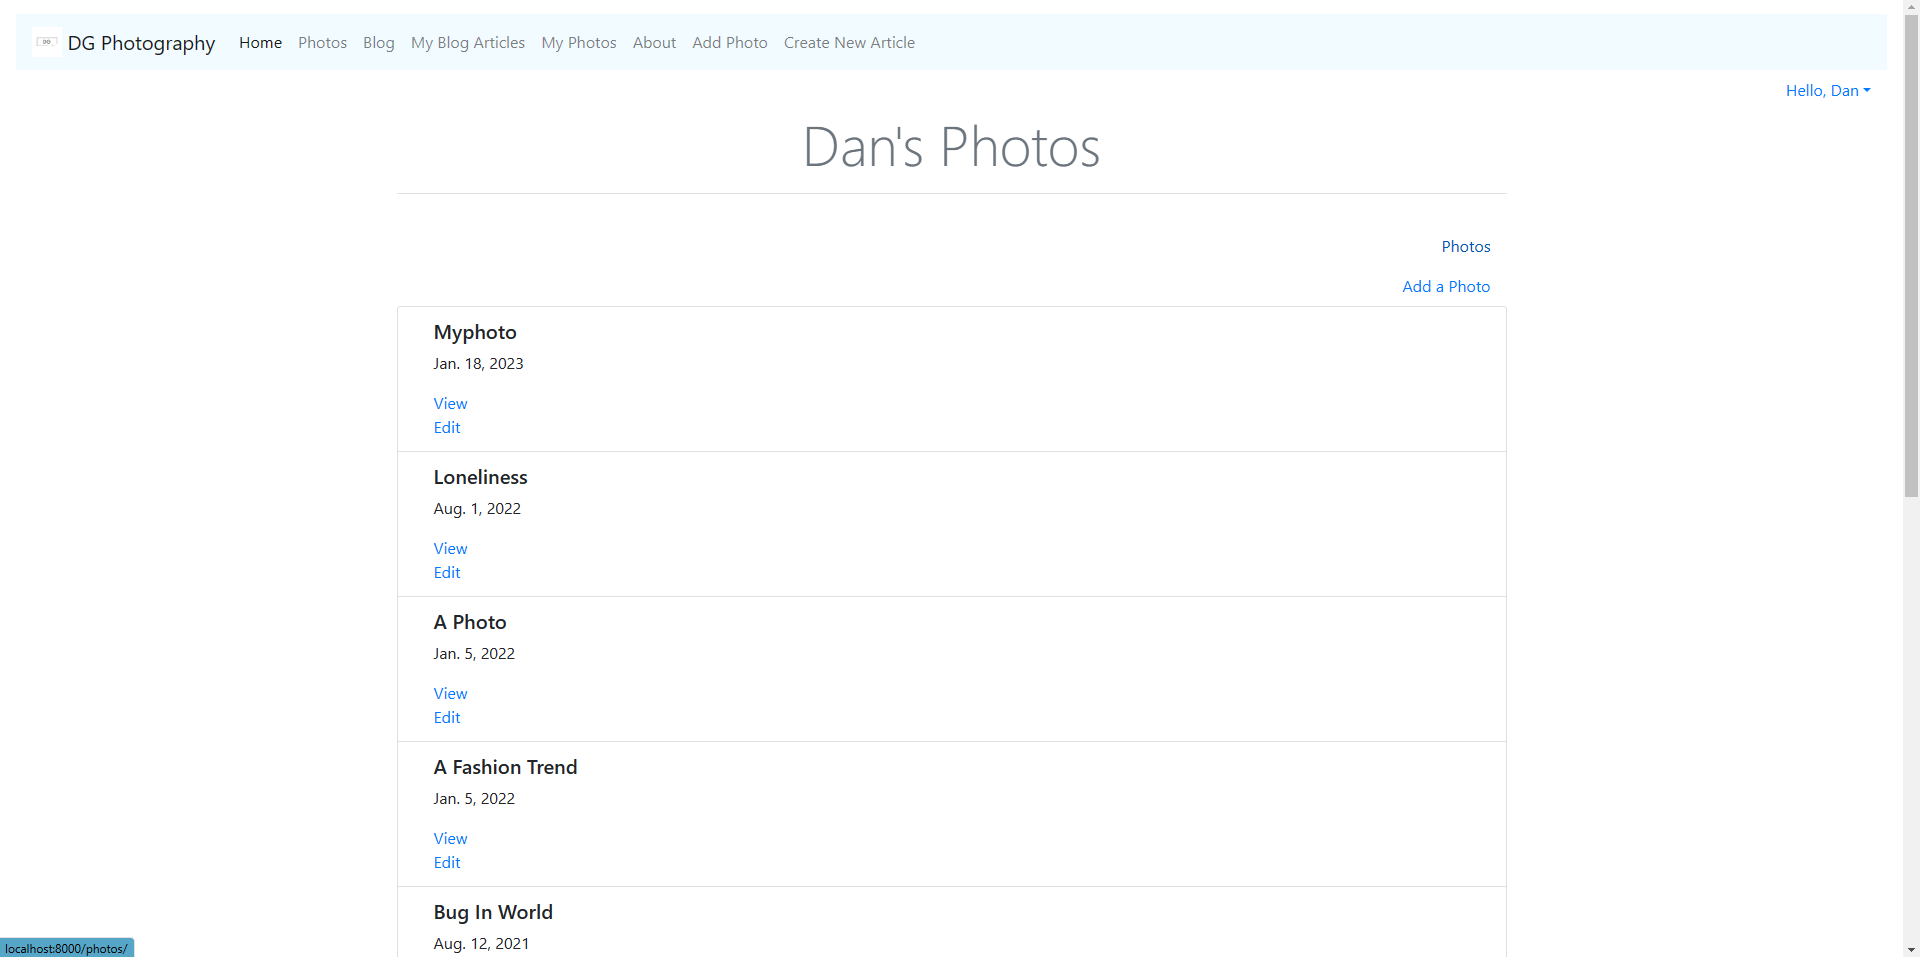 DG DG Photography Home Photos Blog My Blog Articles My Photos About Add Photo Create New Article
Hello, Dan
Dan's Photos
Photos
Add a Photo
Myphoto
Jan. 18, 2023
View
Edit
Loneliness
Aug. 1, 2022
View
Edit
A Photo
Jan. 5, 2022
View
Edit
A Fashion Trend
Jan. 5, 2022
View
Edit
Bug In World
Aug. 12, 2021
localhost:8000/photos/